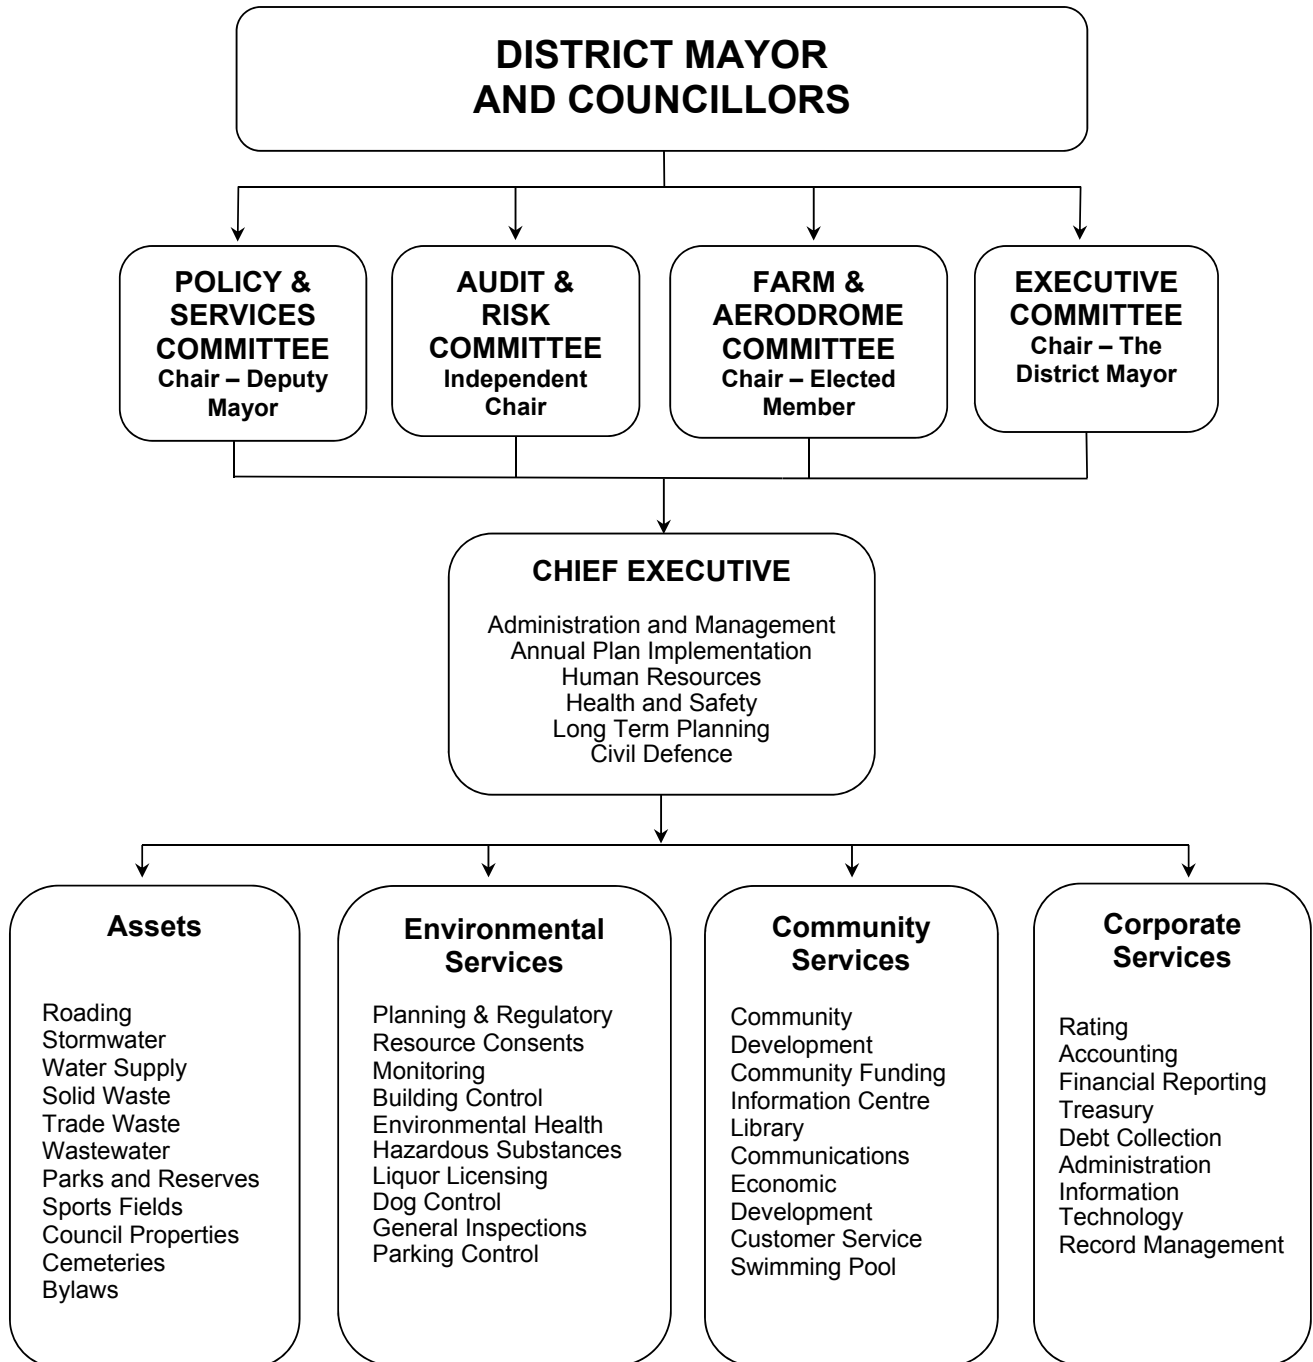 DISTRICT MAYOR
AND COUNCILLORS
POLICY &
SERVICES
COMMITTEE
Chair – Deputy
Mayor
AUDIT &
RISK
COMMITTEE
Independent
Chair
FARM &
AERODROME
COMMITTEE
Chair – Elected
Member
EXECUTIVE
COMMITTEE
Chair – The
District Mayor
CHIEF EXECUTIVE
Administration and Management
Annual Plan Implementation
Human Resources
Health and Safety
Long Term Planning
Civil Defence
Assets
Roading
Stormwater
Water Supply
Solid Waste
Trade Waste
Wastewater
Parks and Reserves
Sports Fields
Council Properties
Cemeteries
Bylaws
Environmental
Services
Planning & Regulatory
Resource Consents
Monitoring
Building Control
Environmental Health
Hazardous Substances
Liquor Licensing
Dog Control
General Inspections
Parking Control
Community
Services
Community
Development
Community Funding
Information Centre
Library
Communications
Economic
Development
Customer Service
Swimming Pool
Corporate
Services
Rating
Accounting
Financial Reporting
Treasury
Debt Collection
Administration
Information
Technology
Record Management